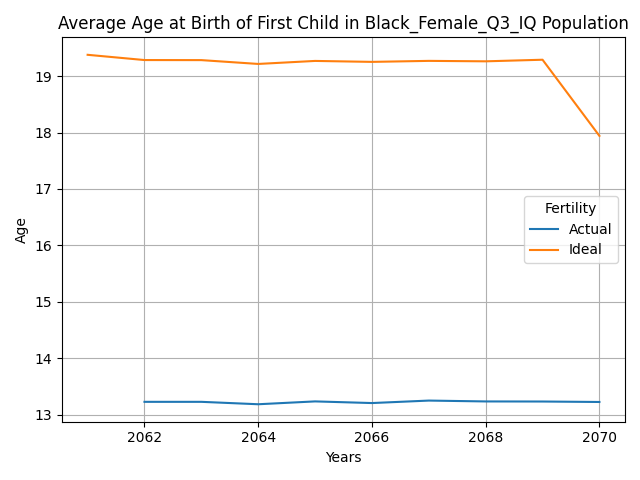 Average Age at Birth of First Child in Black_Female_Q3_IQ Population
Age
19
18
17
16
15
14
13
Fertility
Actual
Ideal
2062
2064
2066
2068
2070
Years